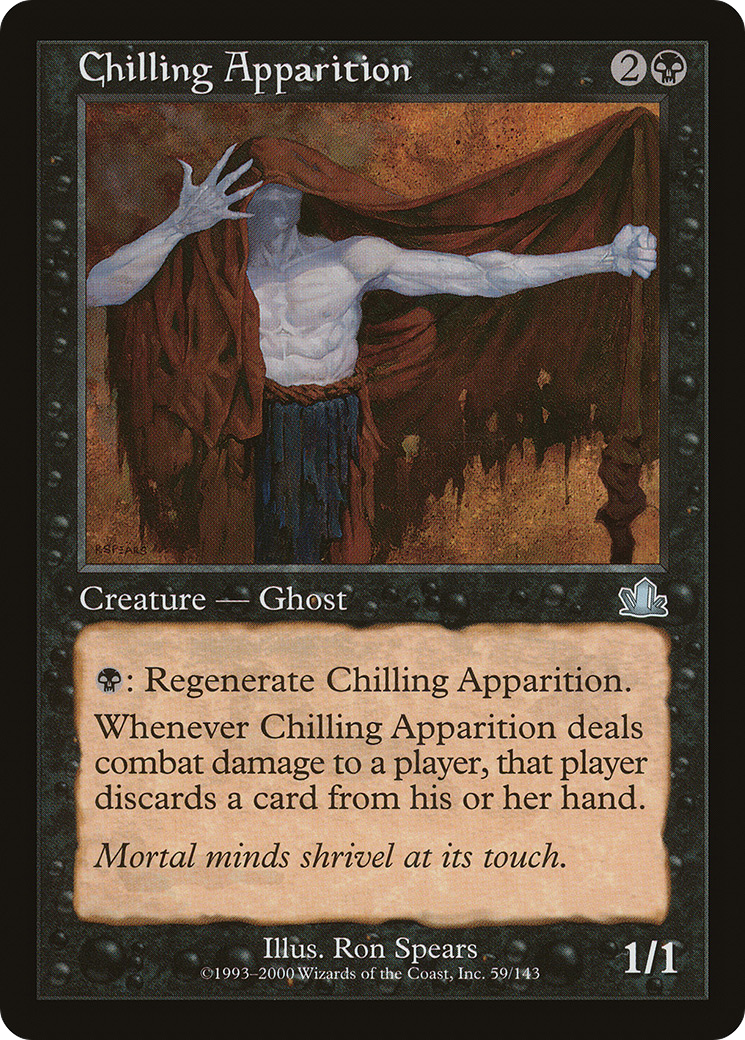 Chilling Apparition
2
R.SPEARS
Creature — Ghost
: Regenerate Chilling Apparition.
Whenever Chilling Apparition deals
combat damage to a player, that player
discards a card from his or her hand.
Mortal minds shrivel at its touch.
Illus. Ron Spears
©1993–2000 Wizards of the Coast, Inc. 59/143
1/1